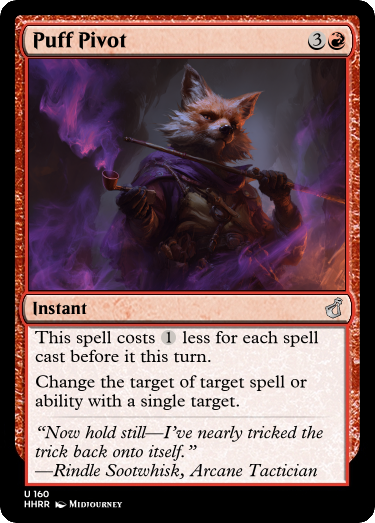 Puff Pivot 3
Instant
This spell costs 1 less for each spell
cast before it this turn.
Change the target of target spell or
ability with a single target.
“Now hold still—I’ve nearly tricked the
trick back onto itself.”
—Rindle Sootwhisk, Arcane Tactician
U 160
HHRR Midjourney